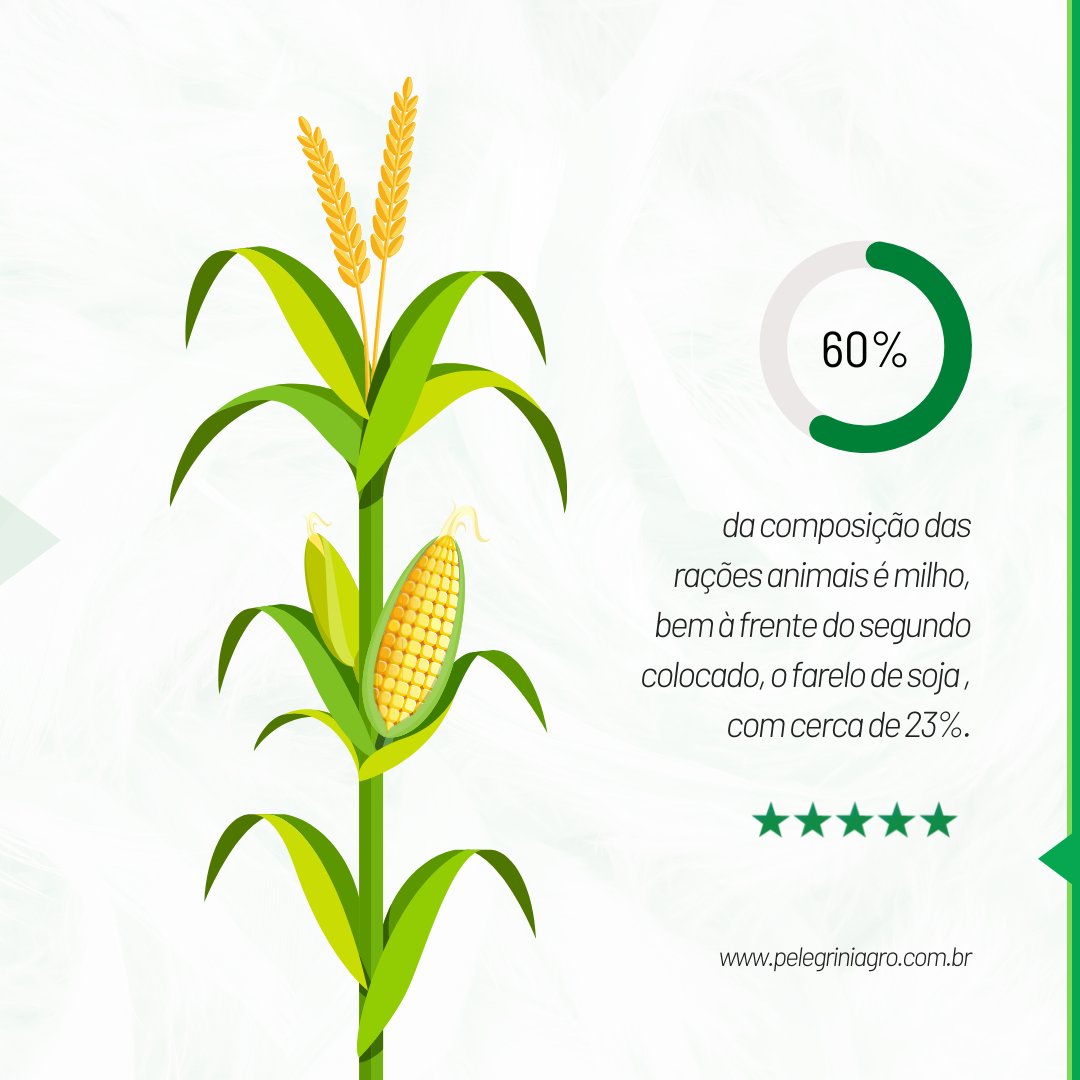 60%
da composição das
rações animais é milho,
bem à frente do segundo
colocado, o farelo de soja ,
com cerca de 23%.
www.pelegriniagro.com.br